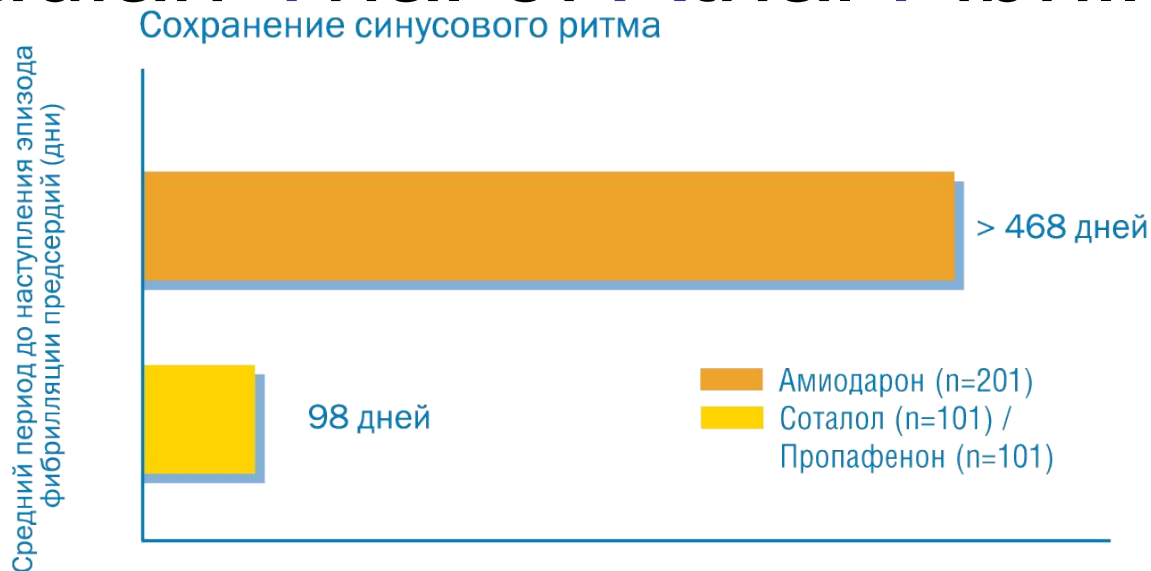 Сохранение синусового ритма
Средний период до наступления эпизода
фибрилляции предсердий (дни)
> 468 дней
98 дней
Амиодарон (n=201)
Соталол (n=101) /
Пропафенон (n=101)